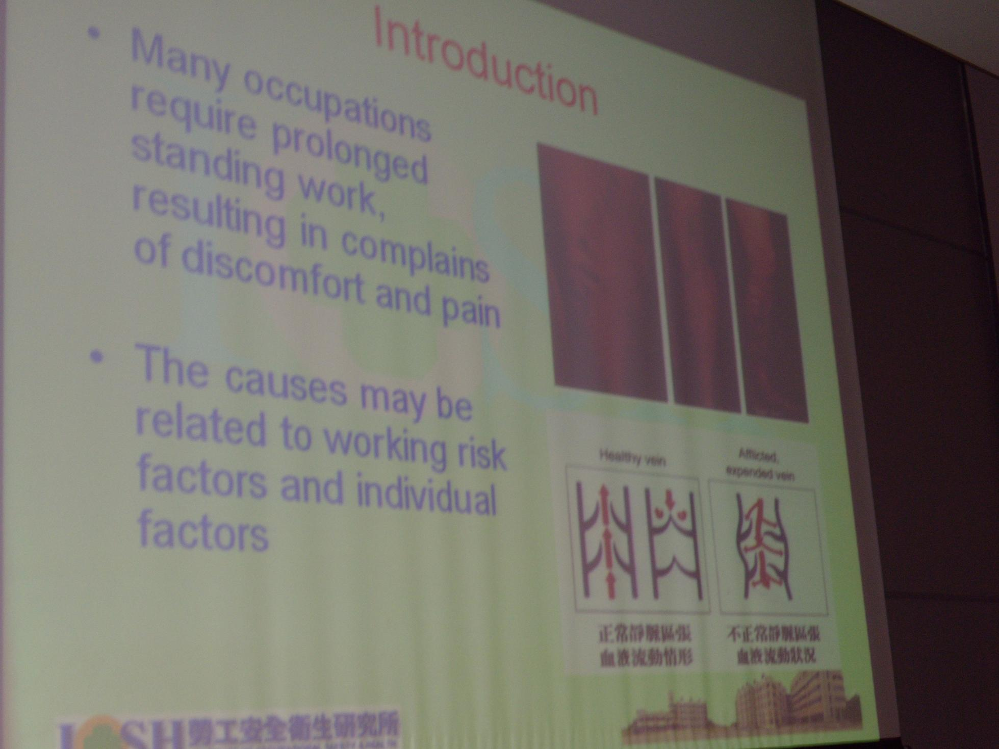 Introduction
• Many occupations
require prolonged
standing work,
resulting in complains
of discomfort and pain
• The causes may be
related to working risk
factors and individual
factors
Healthy vein
Afflicted,
expended vein
正常靜脈區張
血液流動情形
不正常靜脈區張
血液流動狀況
IOSH 勞工安全衛生研究所